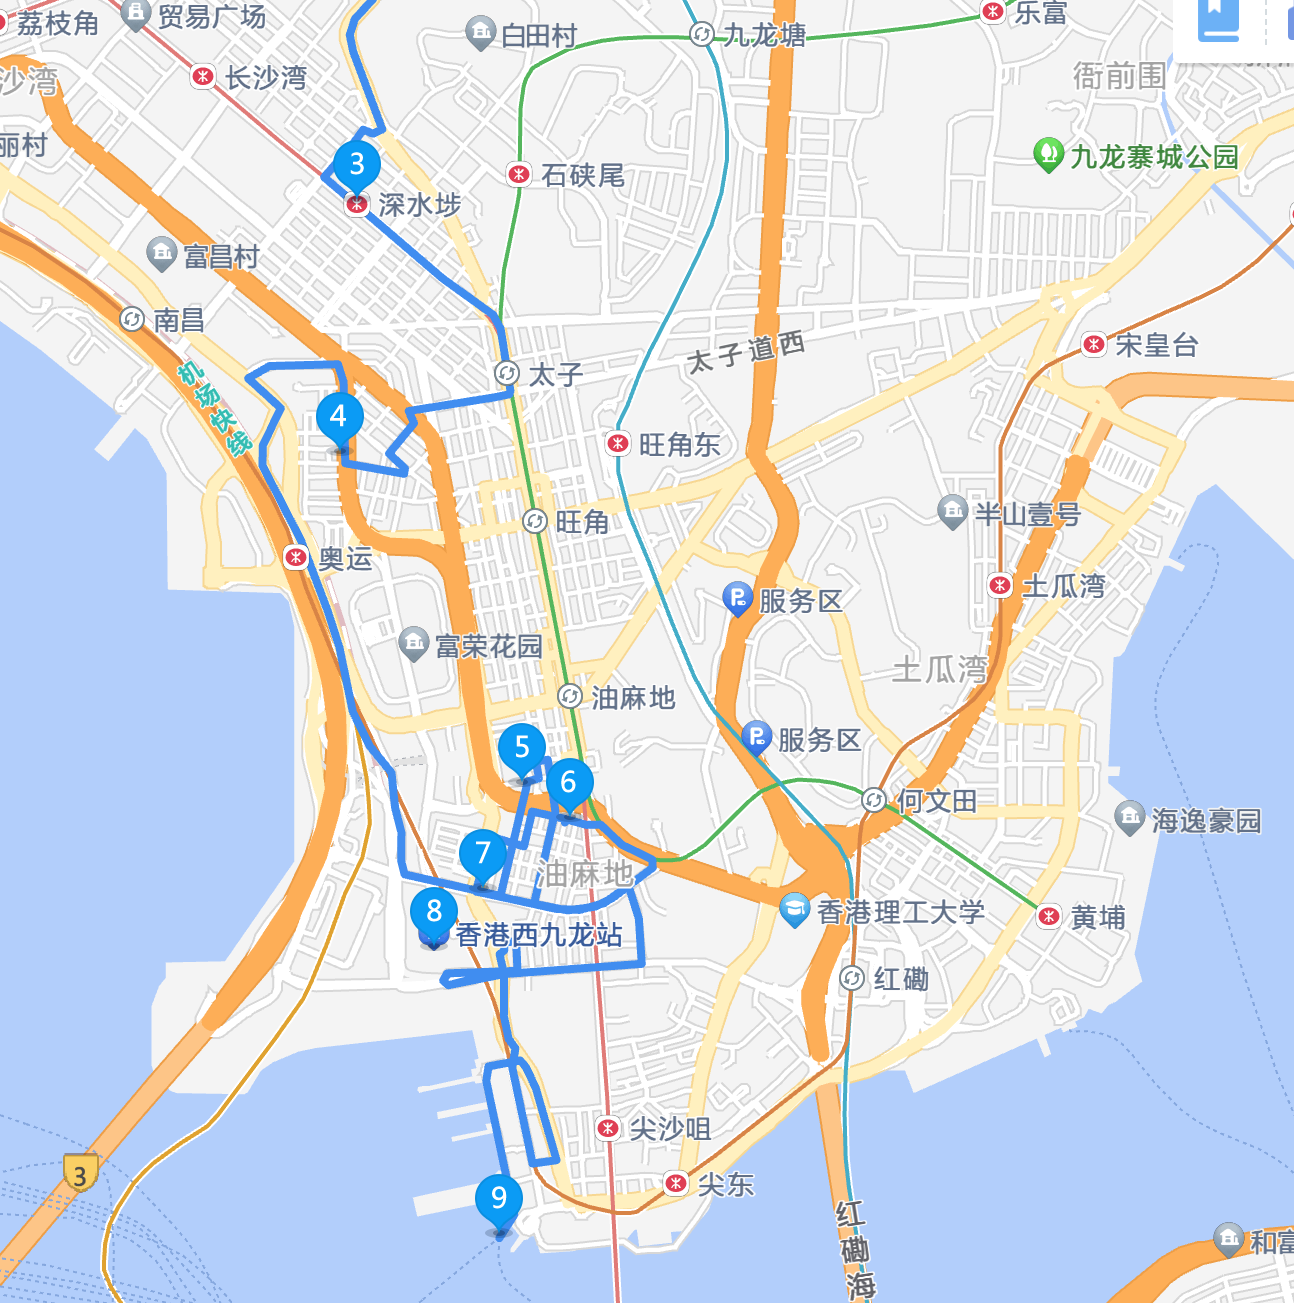 荔枝角
贸易广场
白田村
九龙塘
乐富
长沙湾
衙前围
沙湾
丽村
3
石硖尾
九龙寨城公园
深水埗
富昌村
南昌
机场快线
太子道西
宋皇台
太子
4
旺角东
旺角
半山壹号
奥运
服务区
土瓜湾
富荣花园
土瓜湾
油麻地
服务区
5
6
何文田
海逸豪园
7
油麻地
8
香港西九龙站
香港理工大学
黄埔
红磡
尖沙咀
3
尖东
9
红磡海
和富